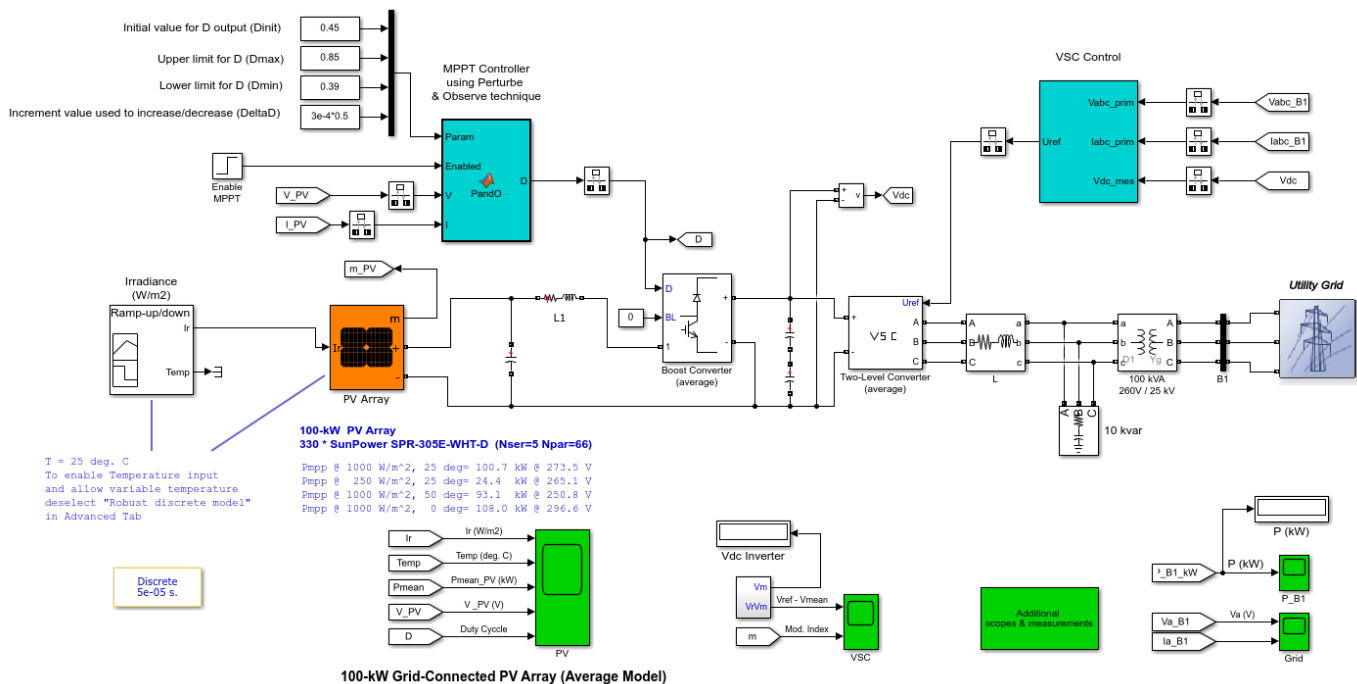 Initial value for D output (Dinit)
0.45
Upper limit for D (Dmax)
0.85
Lower limit for D (Dmin)
0.39
Increment value used to increase/decrease (DeltaD)
3e-4*0.5
MPPT Controller
using Perturbe
& Observe technique
Param
Enabled
V
I
PandO
D
Enable
MPPT
V_PV
I_PV
VSC Control
Vabc_prim
Iabc_prim
Vdc_mes
Uref
Vabc_B1
Iabc_B1
Vdc
+
-
v
Vdc
D
m_PV
Irradiance
(W/m2)
Ramp-up/down
Ir
Temp
Ir
m
+
-
PV Array
L1
0
D
BL
1
+
-
Boost Converter
(average)
Uref
+
-
VSC
A
B
C
Two-Level Converter
(average)
A
B
C
a
b
c
L
a
b
c
D1
Yg
A
B
C
100 kVA
260V / 25 kV
B1
Utility Grid
A
B
C
10 kvar
100-kW PV Array
330 * SunPower SPR-305E-WHT-D (Nser=5 Npar=66)
Pmpp @ 1000 W/m^2, 25 deg= 100.7 kW @ 273.5 V
Pmpp @ 250 W/m^2, 25 deg= 24.4 kW @ 265.1 V
Pmpp @ 1000 W/m^2, 50 deg= 93.1 kW @ 250.8 V
Pmpp @ 1000 W/m^2, 0 deg= 108.0 kW @ 296.6 V
T = 25 deg. C
To enable Temperature input
and allow variable temperature
deselect "Robust discrete model"
in Advanced Tab
Discrete
5e-05 s.
Ir
Ir (W/m2)
Temp
Temp (deg. C)
Pmean
Pmean_PV (kW)
V_PV
V _PV (V)
D
Duty Cyccle
PV
Vdc Inverter
Vm
VrVm
Vref - Vmean
m
Mod. Index
VSC
Additional
scopes & measurements
P (kW)
P_B1_kW
P (kW)
P_B1
Va_B1
Va (V)
Ia_B1
Grid
100-kW Grid-Connected PV Array (Average Model)